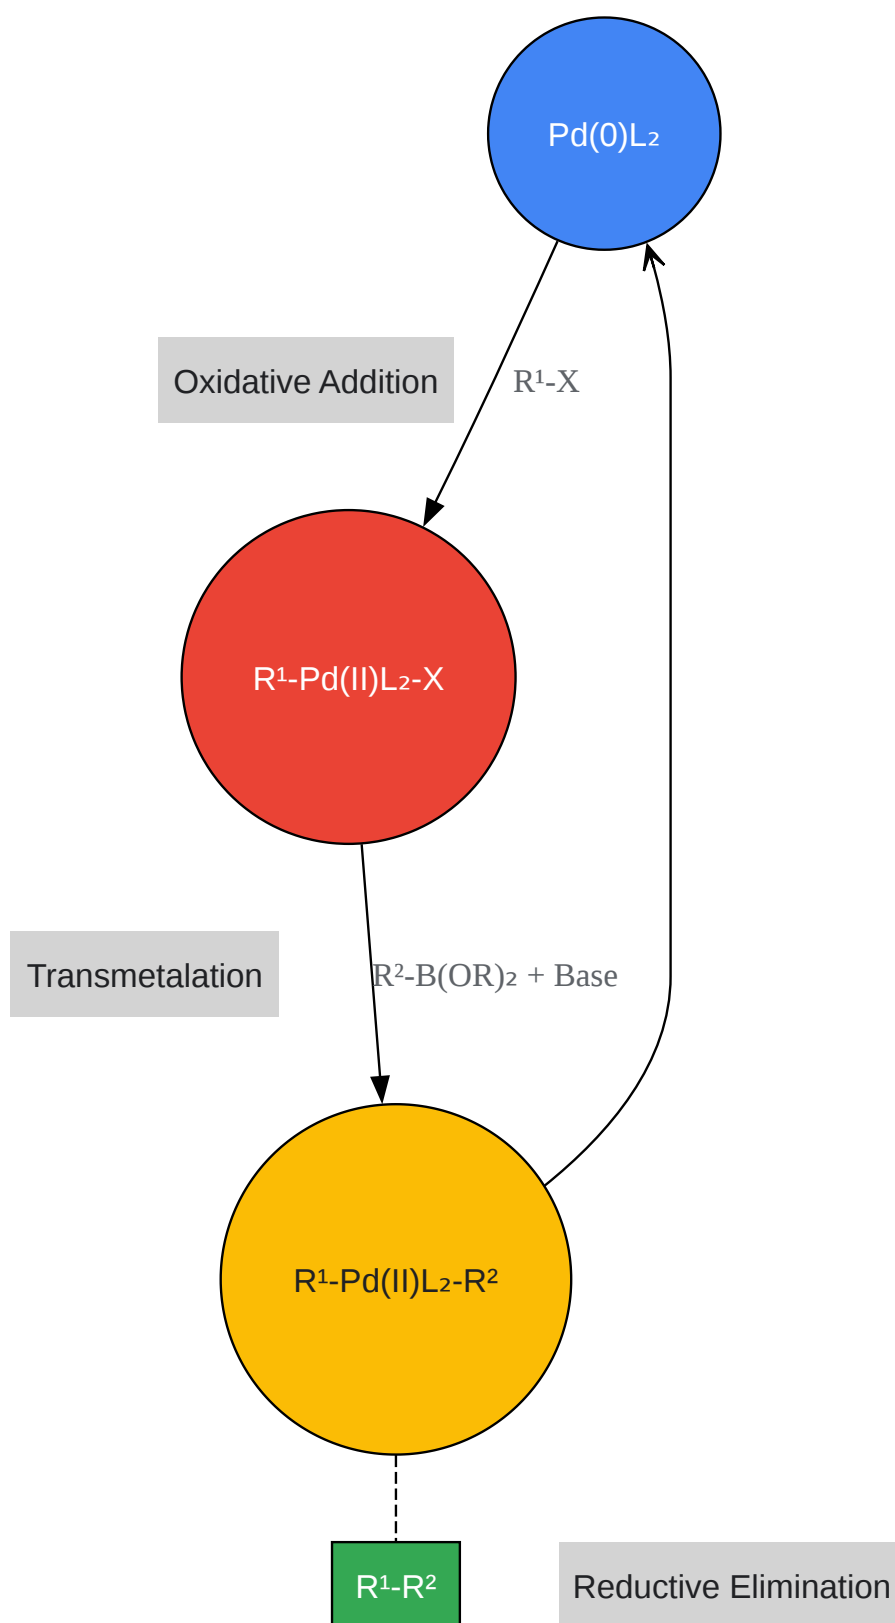 Pd(0)L₂
Oxidative Addition
R¹-X
R¹-Pd(II)L₂-X
Transmetalation
R²-B(OR)₂ + Base
R¹-Pd(II)L₂-R²
R¹-R²
Reductive Elimination